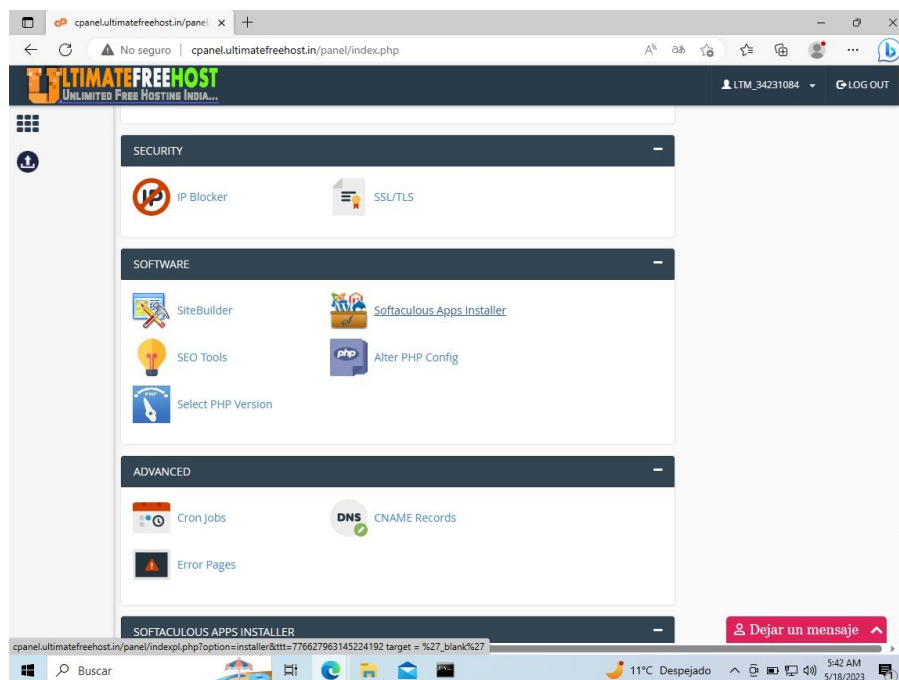 cpanel.ultimatefreehost.in/panel
No seguro
cpanel.ultimatefreehost.in/panel/index.php
ULTIMATEFREEHOST
UNLIMITED FREE HOSTING INDIA...
LTM_34231084
LOG OUT
SECURITY
IP
IP Blocker
SSL/TLS
SOFTWARE
SiteBuilder
Softaculous Apps Installer
SEO Tools
php
Alter PHP Config
PHP
Select PHP Version
ADVANCED
Cron Jobs
DNS
CNAME Records
Error Pages
SOFTACULOUS APPS INSTALLER
Dejar un mensaje
cpanel.ultimatefreehost.in/panel/indexpl.php?option=installer&ttt=776627963145224192 target = %27_blank%27
Buscar
11°C Despejado
5:42 AM
5/18/2023